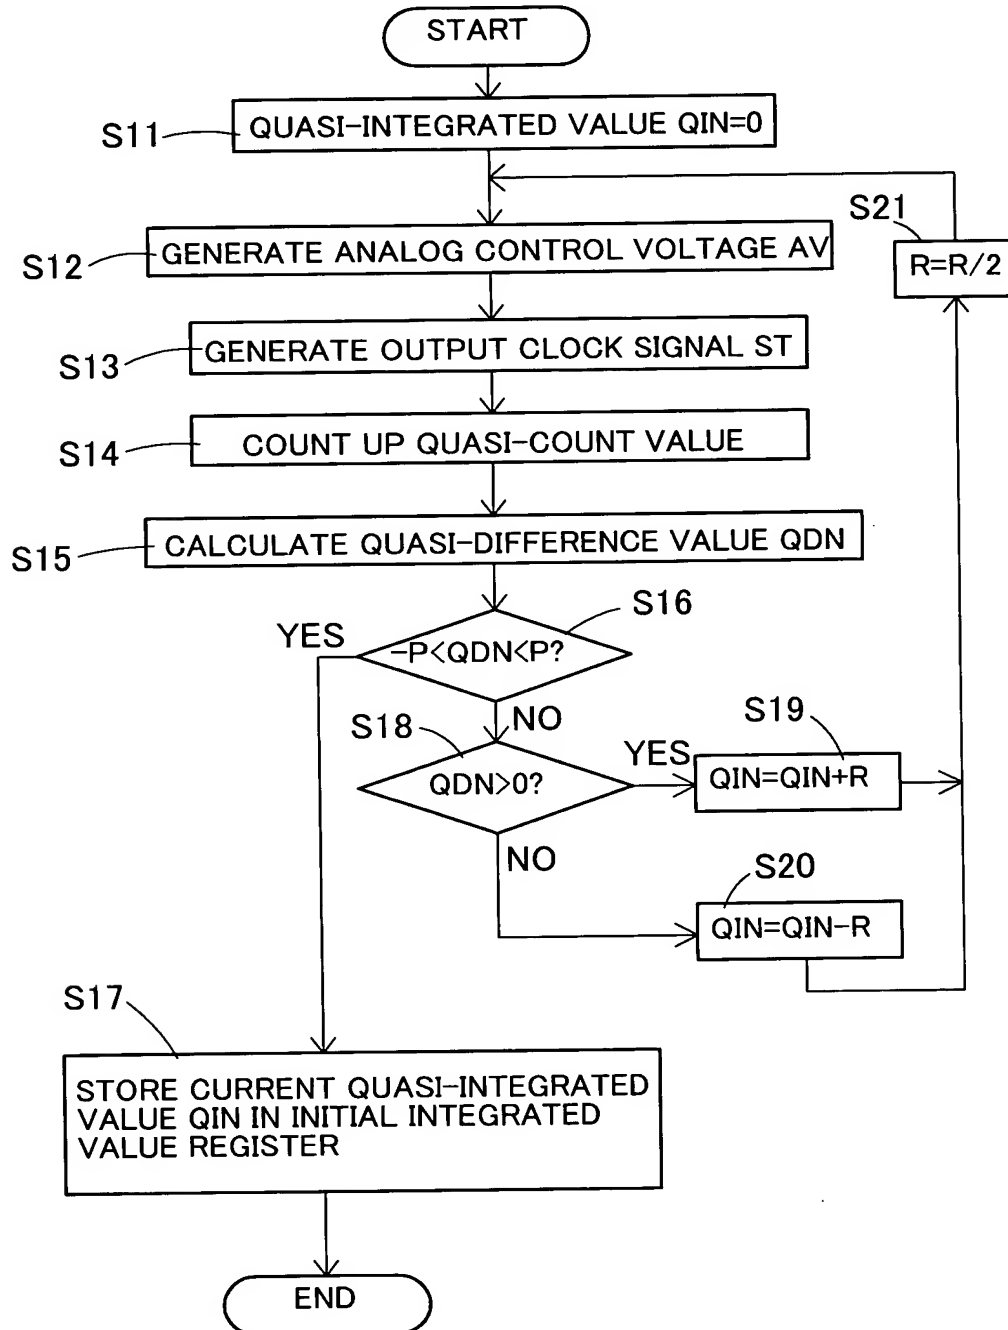 START
S11
QUASI-INTEGRATED VALUE QIN=0
S21
R=R/2
S12
GENERATE ANALOG CONTROL VOLTAGE AV
S13
GENERATE OUTPUT CLOCK SIGNAL ST
S14
COUNT UP QUASI-COUNT VALUE
S15
CALCULATE QUASI-DIFFERENCE VALUE QDN
S16
YES
-P<QDN<P?
NO
S18
QDN>0?
YES
S19
QIN=QIN+R
NO
S20
QIN=QIN-R
S17
STORE CURRENT QUASI-INTEGRATED
VALUE QIN IN INITIAL INTEGRATED
VALUE REGISTER
END